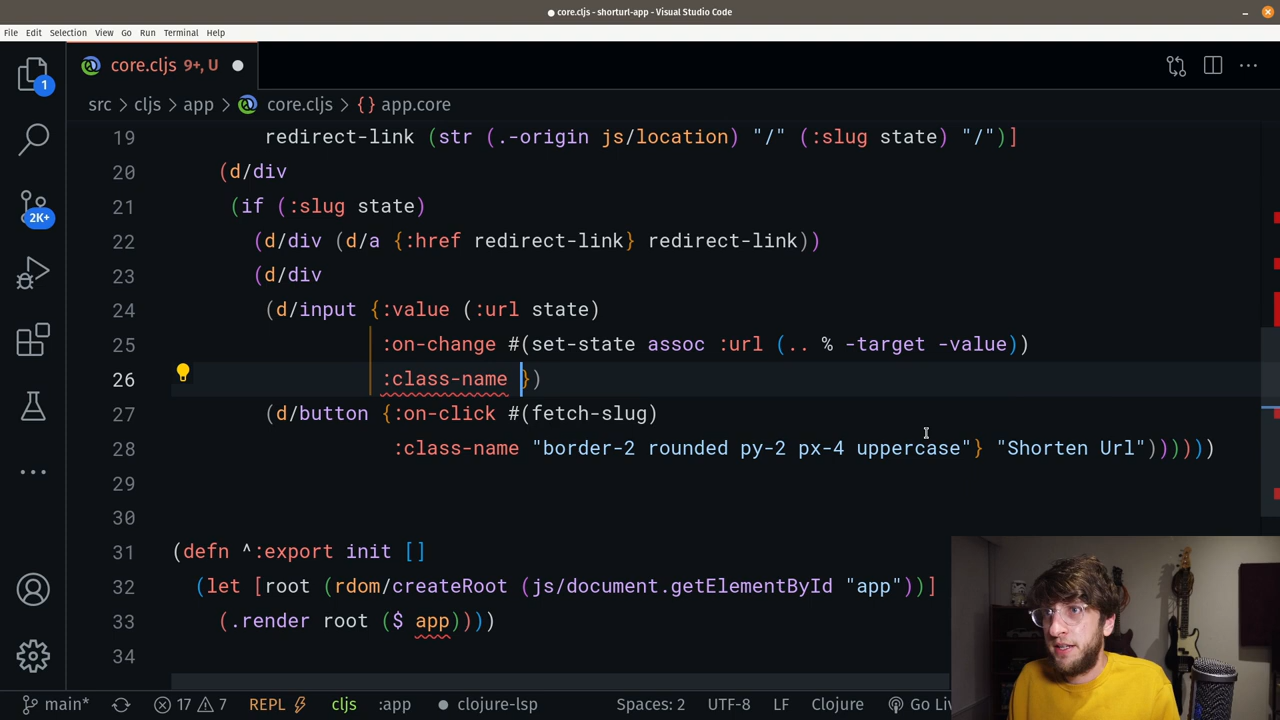 core.cljs - shorturl-app - Visual Studio Code
File Edit Selection View Go Run Terminal Help
core.cljs 9+, U
1
src > cljs > app > core.cljs > {} app.core
19 redirect-link (str (.-origin js/location) "/" (:slug state) "/")]
20 (d/div
21 (if (:slug state)
22 (d/div (d/a {:href redirect-link} redirect-link))
23 (d/div
24 (d/input {:value (:url state)
25 :on-change #(set-state assoc :url (.. % -target -value))
26 :class-name })
27 (d/button {:on-click #(fetch-slug)
28 :class-name "border-2 rounded py-2 px-4 uppercase"} "Shorten Url"))))))
29
30
31 (defn ^:export init []
32 (let [root (rdom/createRoot (js/document.getElementById "app"))]
33 (.render root ($ app))))
34
2K+
main* 17 7 REPL cljs :app clojure-lsp Spaces: 2 UTF-8 LF Clojure Go